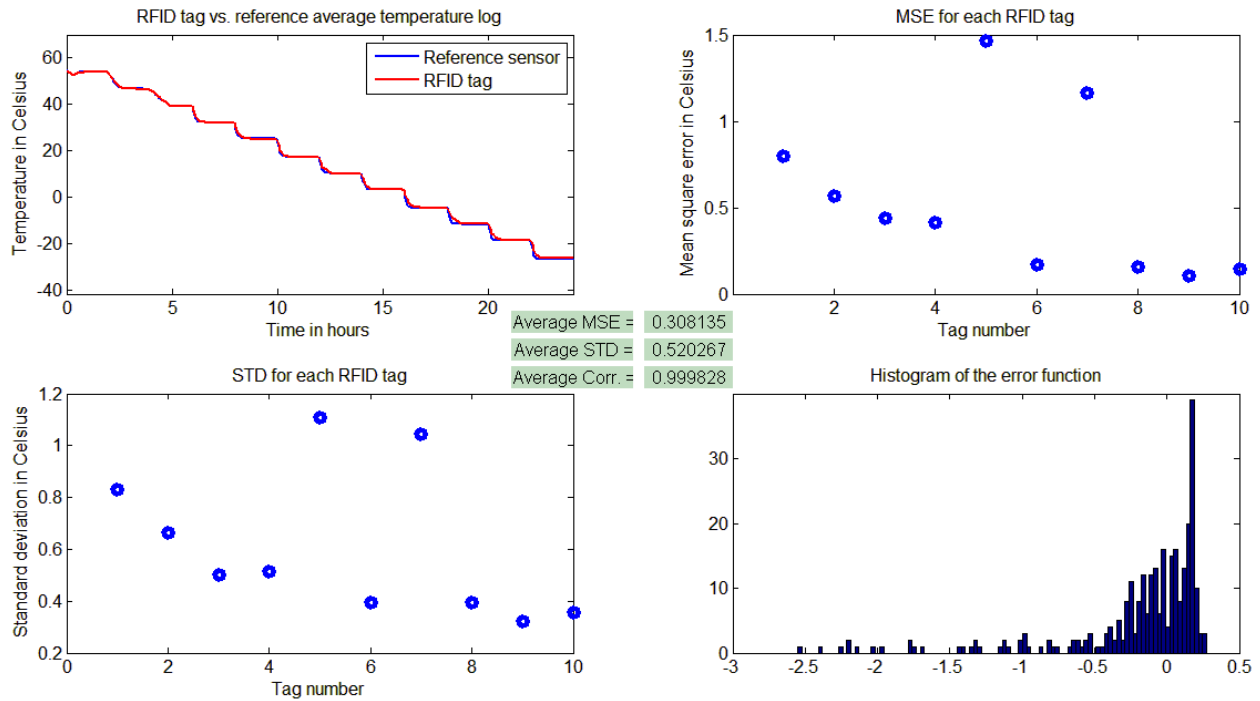 RFID tag vs. reference average temperature log
Temperature in Celsius
60
40
20
0
-20
-40
Reference sensor
RFID tag
0 5 10 15 20
Time in hours
MSE for each RFID tag
Mean square error in Celsius
1.5
1
0.5
0
2 4 6 8 10
Tag number
Average MSE = 0.308135
Average STD = 0.520267
Average Corr. = 0.999828
STD for each RFID tag
Standard deviation in Celsius
1.2
1
0.8
0.6
0.4
0.2
0 2 4 6 8 10
Tag number
Histogram of the error function
30
20
10
0
-3 -2.5 -2 -1.5 -1 -0.5 0 0.5